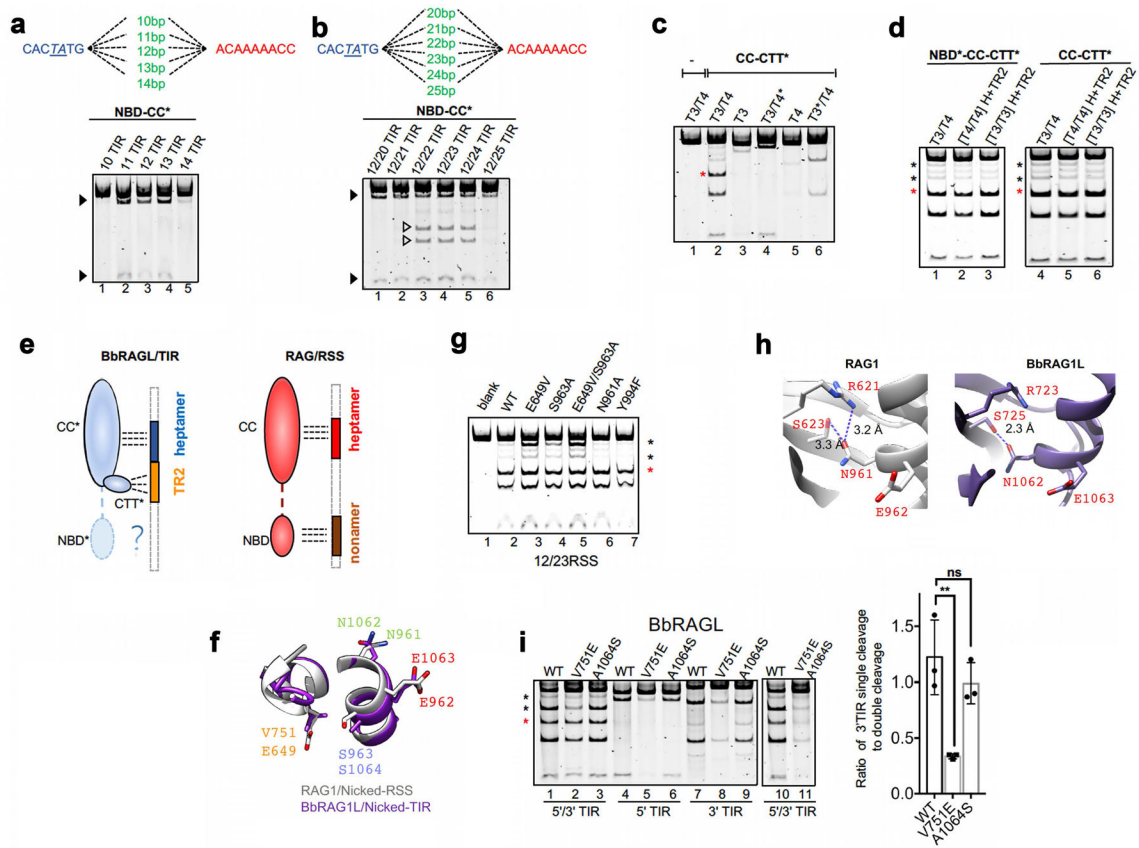 a
CACTATG
10bp
11bp
12bp
13bp
14bp
ACAAAAACC
NBD-CC*
10 TIR
11 TIR
12 TIR
13 TIR
14 TIR
1 2 3 4 5
b
CACTATG
20bp
21bp
22bp
23bp
24bp
25bp
ACAAAAACC
NBD-CC*
12/20 TIR
12/21 TIR
12/22 TIR
12/23 TIR
12/24 TIR
12/25 TIR
1 2 3 4 5 6
c
- CC-CTT*
T3/T4
T3/T4
T3
T3/T4*
T4
T3*/T4
*
1 2 3 4 5 6
d
NBD*-CC-CTT* CC-CTT*
T3/T4
[T4/T4] H+TR2
[T3/T3] H+TR2
T3/T4
[T4/T4] H+TR2
[T3/T3] H+TR2
*
*
*
*
*
*
1 2 3 4 5 6
e
BbRAGL/TIR
CC*
heptamer
TR2
CTT*
NBD*
?
RAG/RSS
CC
heptamer
NBD
nonamer
f
N1062
N961
E1063
E962
V751
E649
S963
S1064
RAG1/Nicked-RSS
BbRAG1L/Nicked-TIR
g
blank
WT
E649V
S963A
E649V/S963A
N961A
Y994F
*
*
*
1 2 3 4 5 6 7
12/23RSS
h
RAG1
R621
S623
3.2 Å
3.3 Å
N961
E962
BbRAG1L
R723
S725
2.3 Å
N1062
E1063
i
BbRAGL
WT
V751E
A1064S
WT
V751E
A1064S
WT
V751E
A1064S
WT
V751E
A1064S
*
*
*
1 2 3 4 5 6 7 8 9 10 11
5'/3' TIR 5' TIR 3' TIR 5'/3' TIR
Ratio of 3'TIR single cleavage
to double cleavage
ns
**
1.5
1.0
0.5
0.0
WT
V751E
A1064S